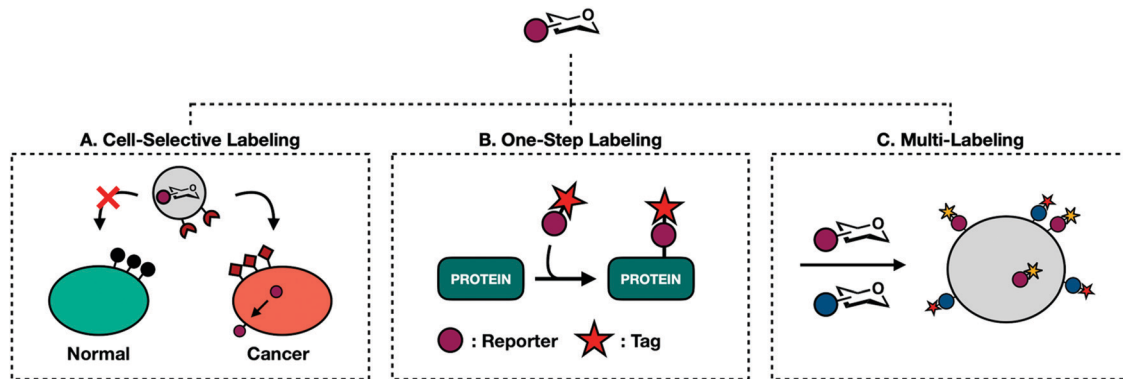 O
A. Cell-Selective Labeling
B. One-Step Labeling
C. Multi-Labeling
O
Normal
Cancer
PROTEIN
PROTEIN
: Reporter
: Tag
O
O